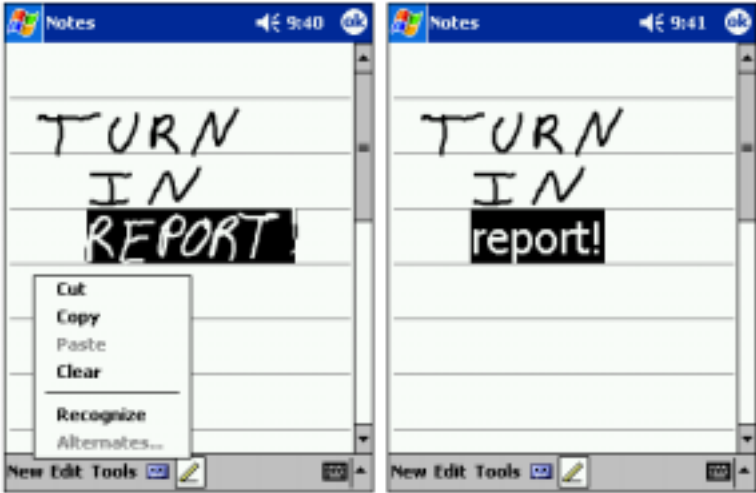 Notes 9:40 ok
TURN
IN
REPORT!
Cut
Copy
Paste
Clear
Recognize
Alternates...
New Edit Tools
Notes 9:41 ok
TURN
IN
report!
New Edit Tools